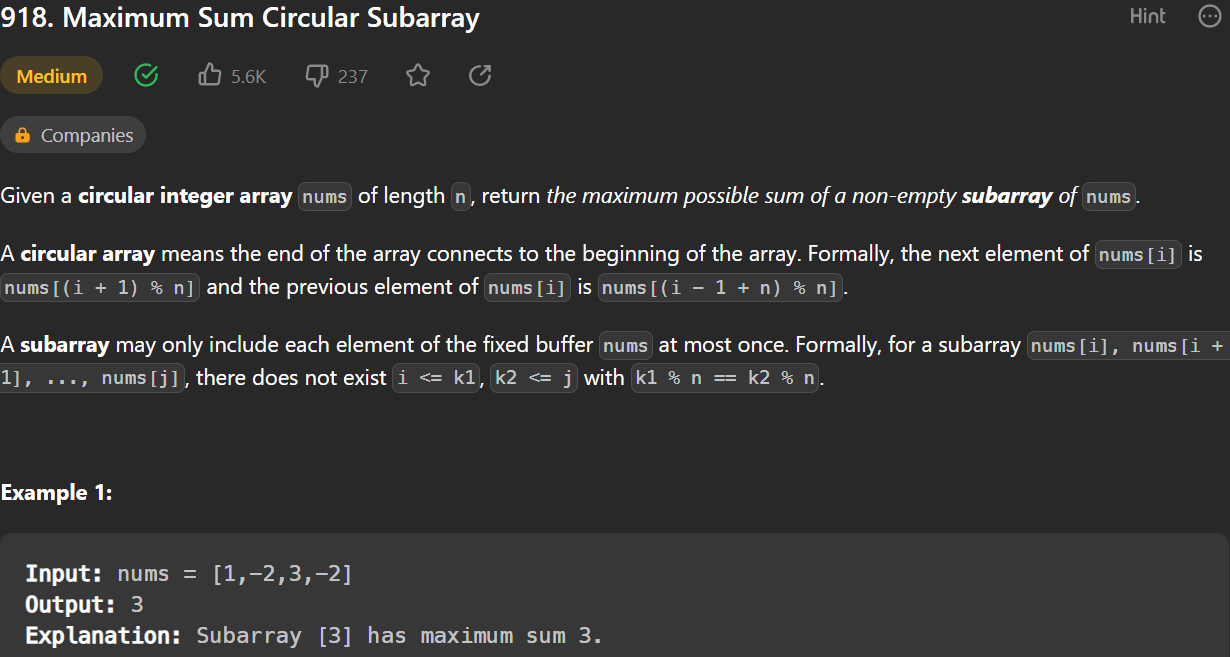 918. Maximum Sum Circular Subarray
Hint
Medium
5.6K
237
Companies
Given a circular integer array nums of length n, return the maximum possible sum of a non-empty subarray of nums.
A circular array means the end of the array connects to the beginning of the array. Formally, the next element of nums[i] is
nums[(i + 1) % n] and the previous element of nums[i] is nums[(i - 1 + n) % n].
A subarray may only include each element of the fixed buffer nums at most once. Formally, for a subarray nums[i], nums[i +
1], ..., nums[j], there does not exist i <= k1, k2 <= j with k1 % n == k2 % n.
Example 1:
Input: nums = [1,-2,3,-2]
Output: 3
Explanation: Subarray [3] has maximum sum 3.